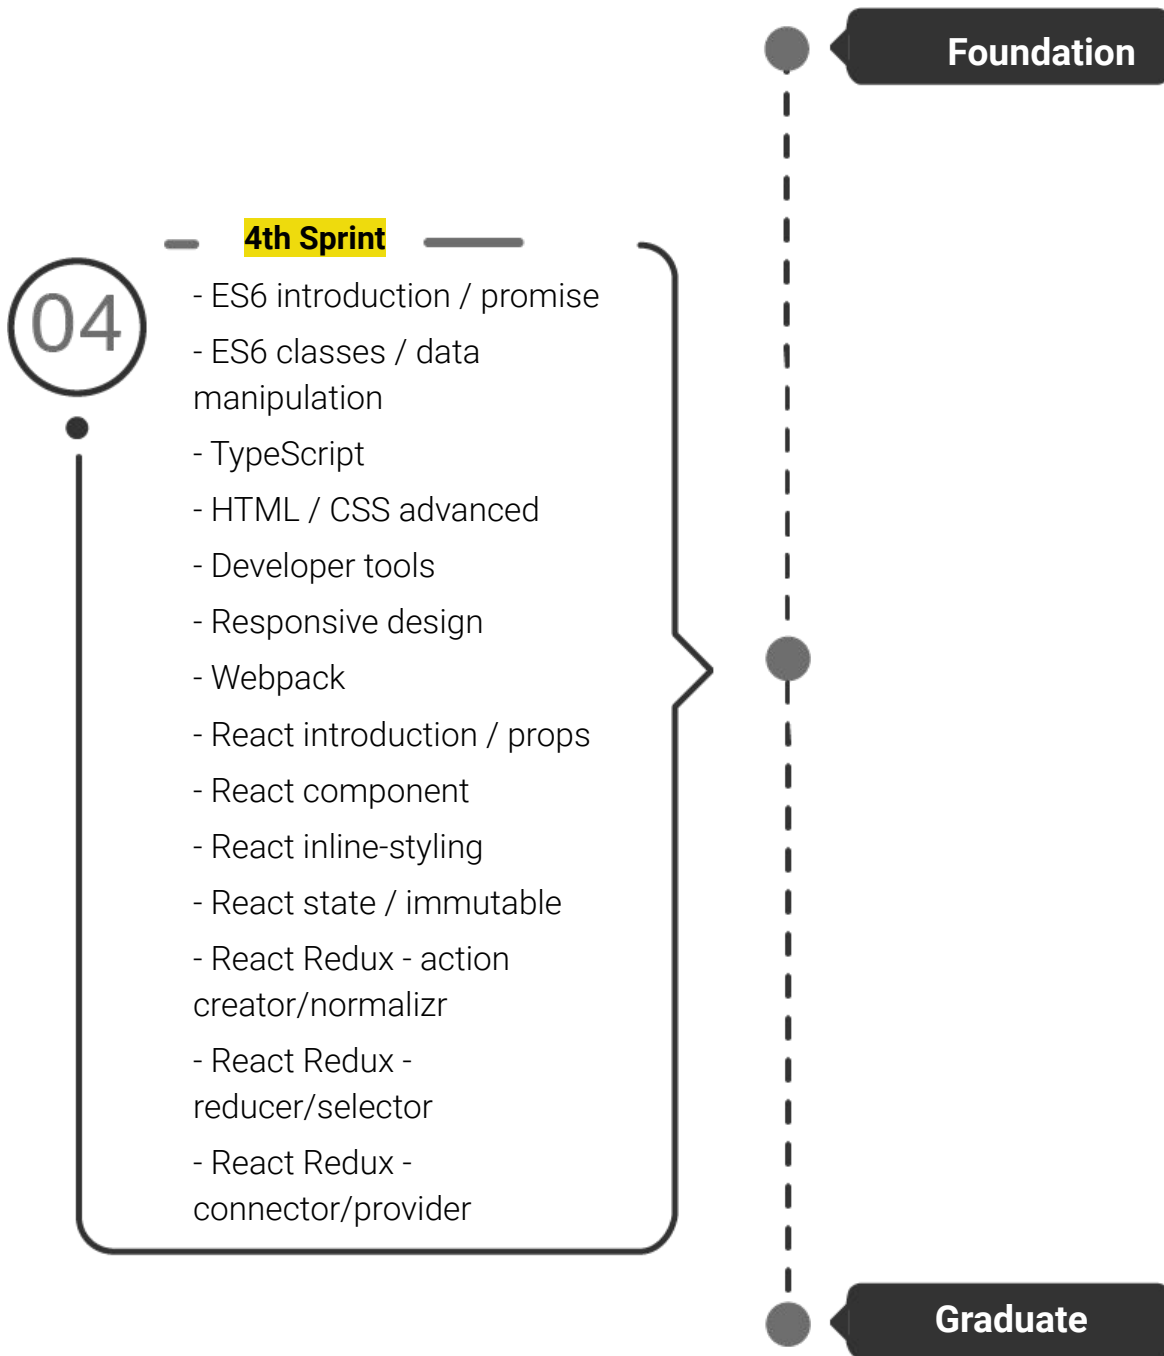 Foundation
4th Sprint
04
- ES6 introduction / promise
- ES6 classes / data
manipulation
- TypeScript
- HTML / CSS advanced
- Developer tools
- Responsive design
- Webpack
- React introduction / props
- React component
- React inline-styling
- React state / immutable
- React Redux - action
creator/normalizr
- React Redux -
reducer/selector
- React Redux -
connector/provider
Graduate